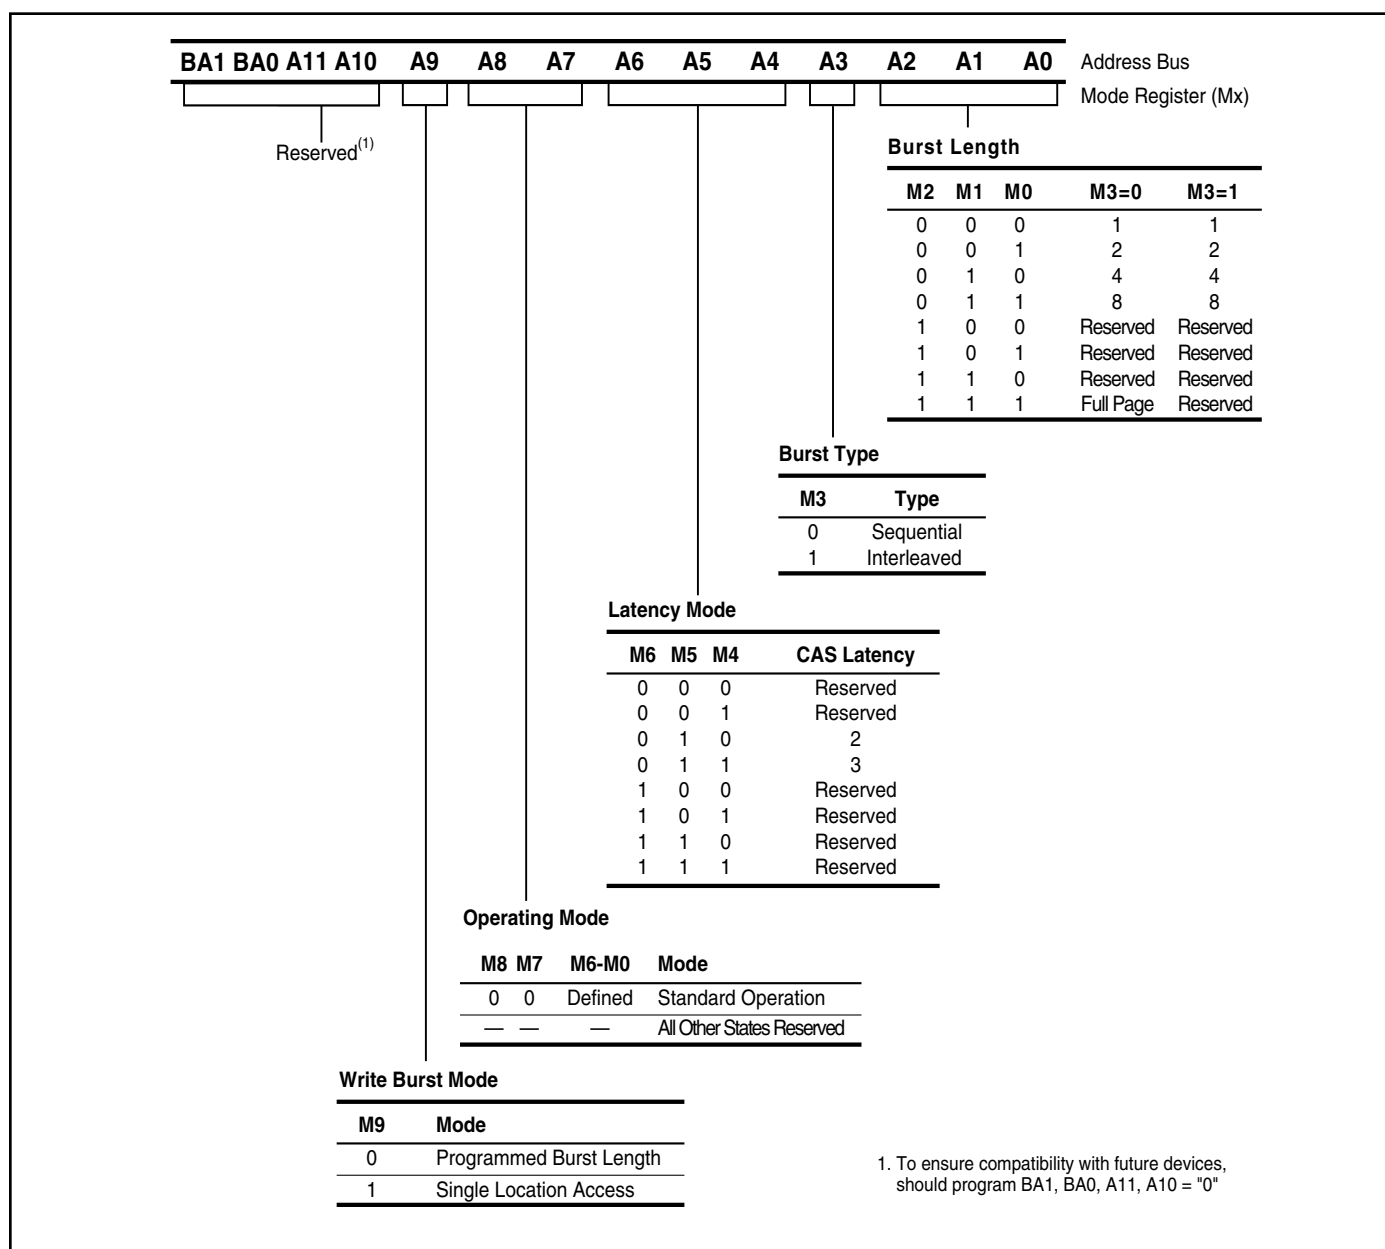 BA1 BA0 A11 A10 A9 A8 A7 A6 A5 A4 A3 A2 A1 A0 Address Bus
Mode Register (Mx)
Reserved(1)
Burst Length
M2 M1 M0 M3=0 M3=1
0 0 0 1 1
0 0 1 2 2
0 1 0 4 4
0 1 1 8 8
1 0 0 Reserved Reserved
1 0 1 Reserved Reserved
1 1 0 Reserved Reserved
1 1 1 Full Page Reserved
Burst Type
M3 Type
0 Sequential
1 Interleaved
Latency Mode
M6 M5 M4 CAS Latency
0 0 0 Reserved
0 0 1 Reserved
0 1 0 2
0 1 1 3
1 0 0 Reserved
1 0 1 Reserved
1 1 0 Reserved
1 1 1 Reserved
Operating Mode
M8 M7 M6-M0 Mode
0 0 Defined Standard Operation
— — — All Other States Reserved
Write Burst Mode
M9 Mode
0 Programmed Burst Length
1 Single Location Access
1. To ensure compatibility with future devices,
should program BA1, BA0, A11, A10 = "0"